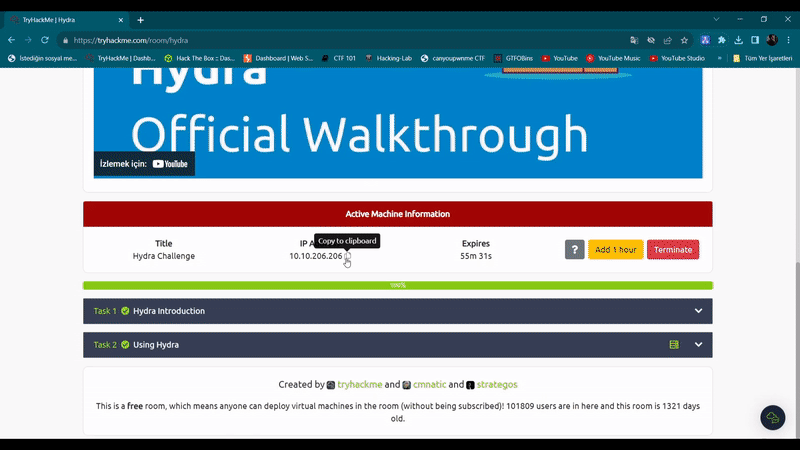 TryHackMe | Hydra
https://tryhackme.com/room/hydra
İstediğin sosyal me... TryHackMe | Dashb... Hack The Box :: Das... Dashboard | Web S... CTF 101 Hacking-Lab canyoupwnme CTF GTFOBins YouTube YouTube Music YouTube Studio » Tüm Yer İşaretleri
Hydra
Official Walkthrough
İzlemek için: YouTube
Active Machine Information
Copy to clipboard
Title IP A Expires
Hydra Challenge 10.10.206.206 55m 31s ? Add 1 hour Terminate
100%
Task 1 Hydra Introduction
Task 2 Using Hydra
Created by tryhackme and cmnatic and strategos
This is a free room, which means anyone can deploy virtual machines in the room (without being subscribed)! 101809 users are in here and this room is 1321 days
old.